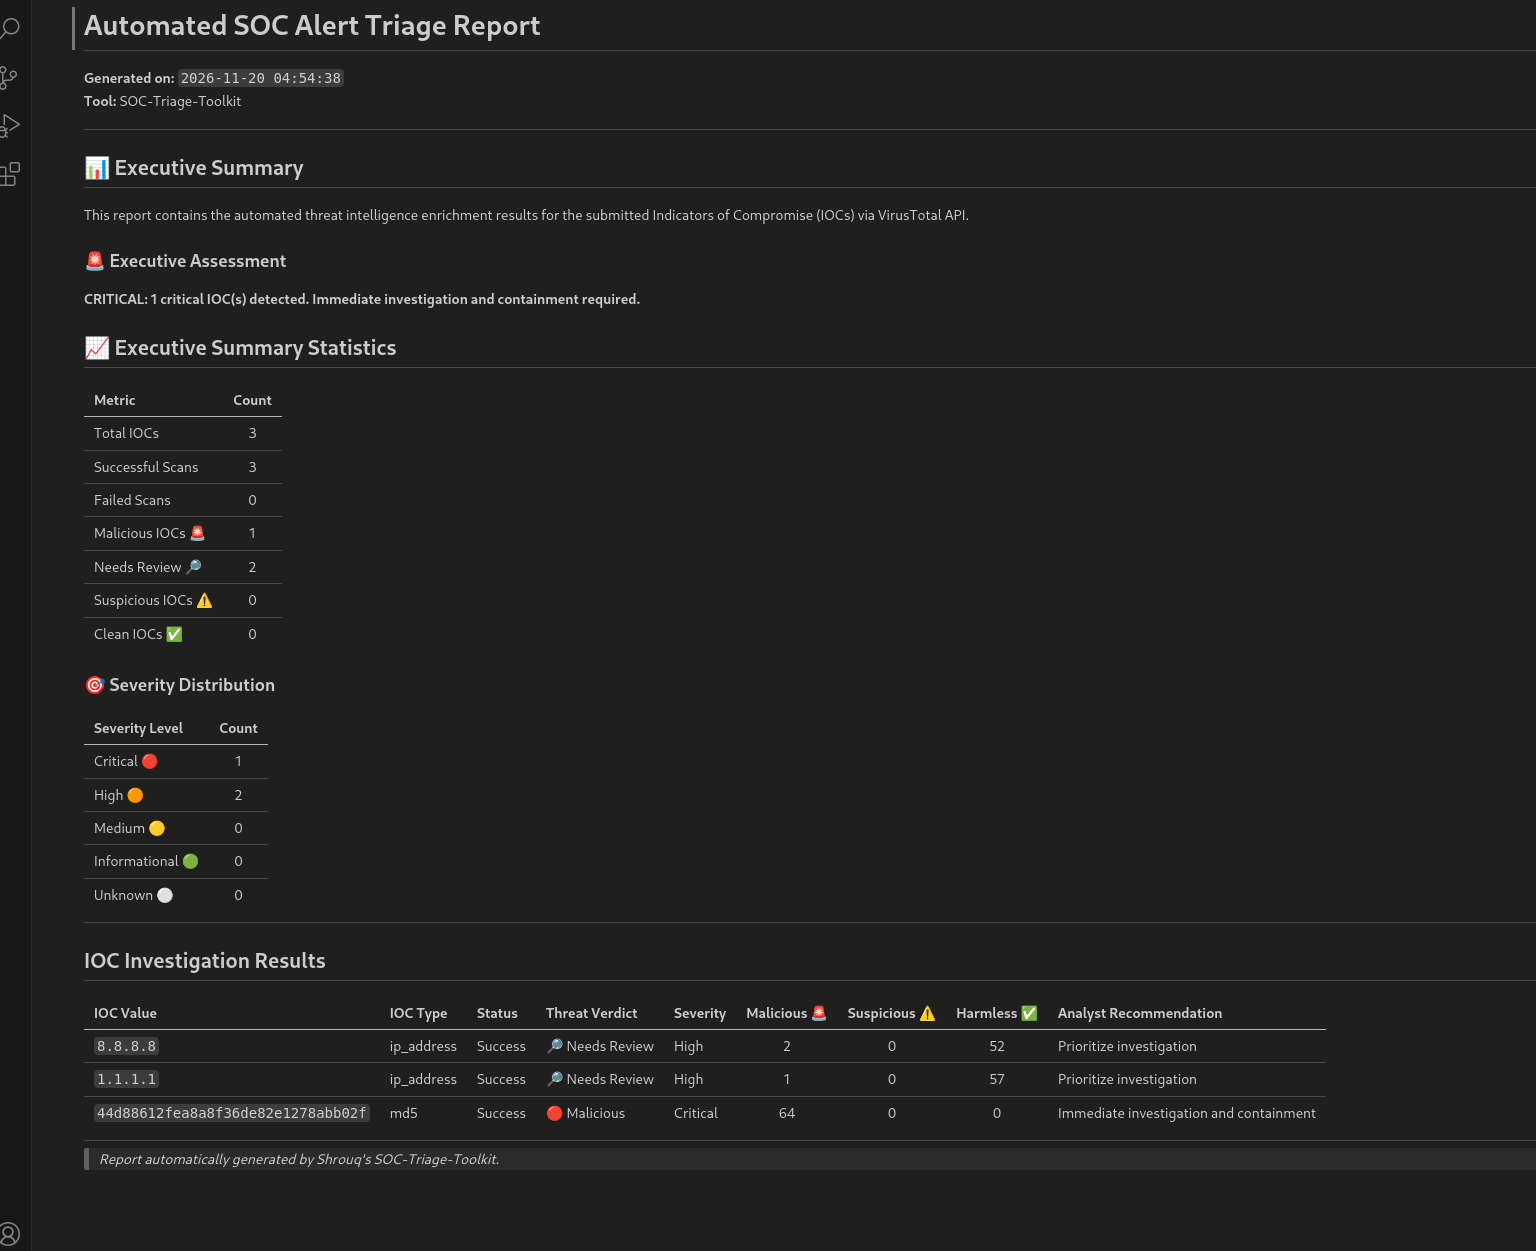 Automated SOC Alert Triage Report
Generated on: 2026-11-20 04:54:38
Tool: SOC-Triage-Toolkit
📊 Executive Summary
This report contains the automated threat intelligence enrichment results for the submitted Indicators of Compromise (IOCs) via VirusTotal API.
🚨 Executive Assessment
CRITICAL: 1 critical IOC(s) detected. Immediate investigation and containment required.
📈 Executive Summary Statistics
Metric Count
Total IOCs 3
Successful Scans 3
Failed Scans 0
Malicious IOCs 🚨 1
Needs Review 🔎 2
Suspicious IOCs ⚠️ 0
Clean IOCs ✅ 0
🎯 Severity Distribution
Severity Level Count
Critical 🔴 1
High 🟠 2
Medium 🟡 0
Informational 🟢 0
Unknown ⚪ 0
IOC Investigation Results
IOC Value IOC Type Status Threat Verdict Severity Malicious 🚨 Suspicious ⚠️ Harmless ✅ Analyst Recommendation
8.8.8.8 ip_address Success 🔎 Needs Review High 2 0 52 Prioritize investigation
1.1.1.1 ip_address Success 🔎 Needs Review High 1 0 57 Prioritize investigation
44d88612fea8a8f36de82e1278abb02f md5 Success 🔴 Malicious Critical 64 0 0 Immediate investigation and containment
Report automatically generated by Shrouq's SOC-Triage-Toolkit.